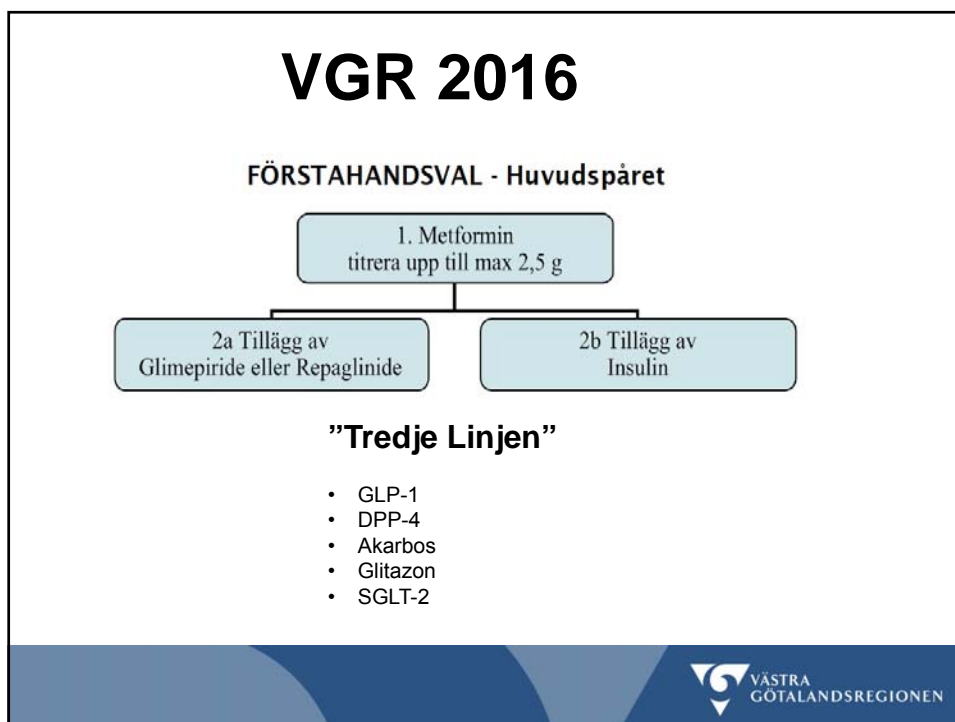 VGR 2016
FÖRSTAHANDSVAL - Huvudspåret
1. Metformin
titrera upp till max 2,5 g
2a Tillägg av
Glimepiride eller Repaglinide
2b Tillägg av
Insulin
”Tredje Linjen”
• GLP-1
• DPP-4
• Akarbos
• Glitazon
• SGLT-2
VÄSTRA
GÖTALANDSREGIONEN